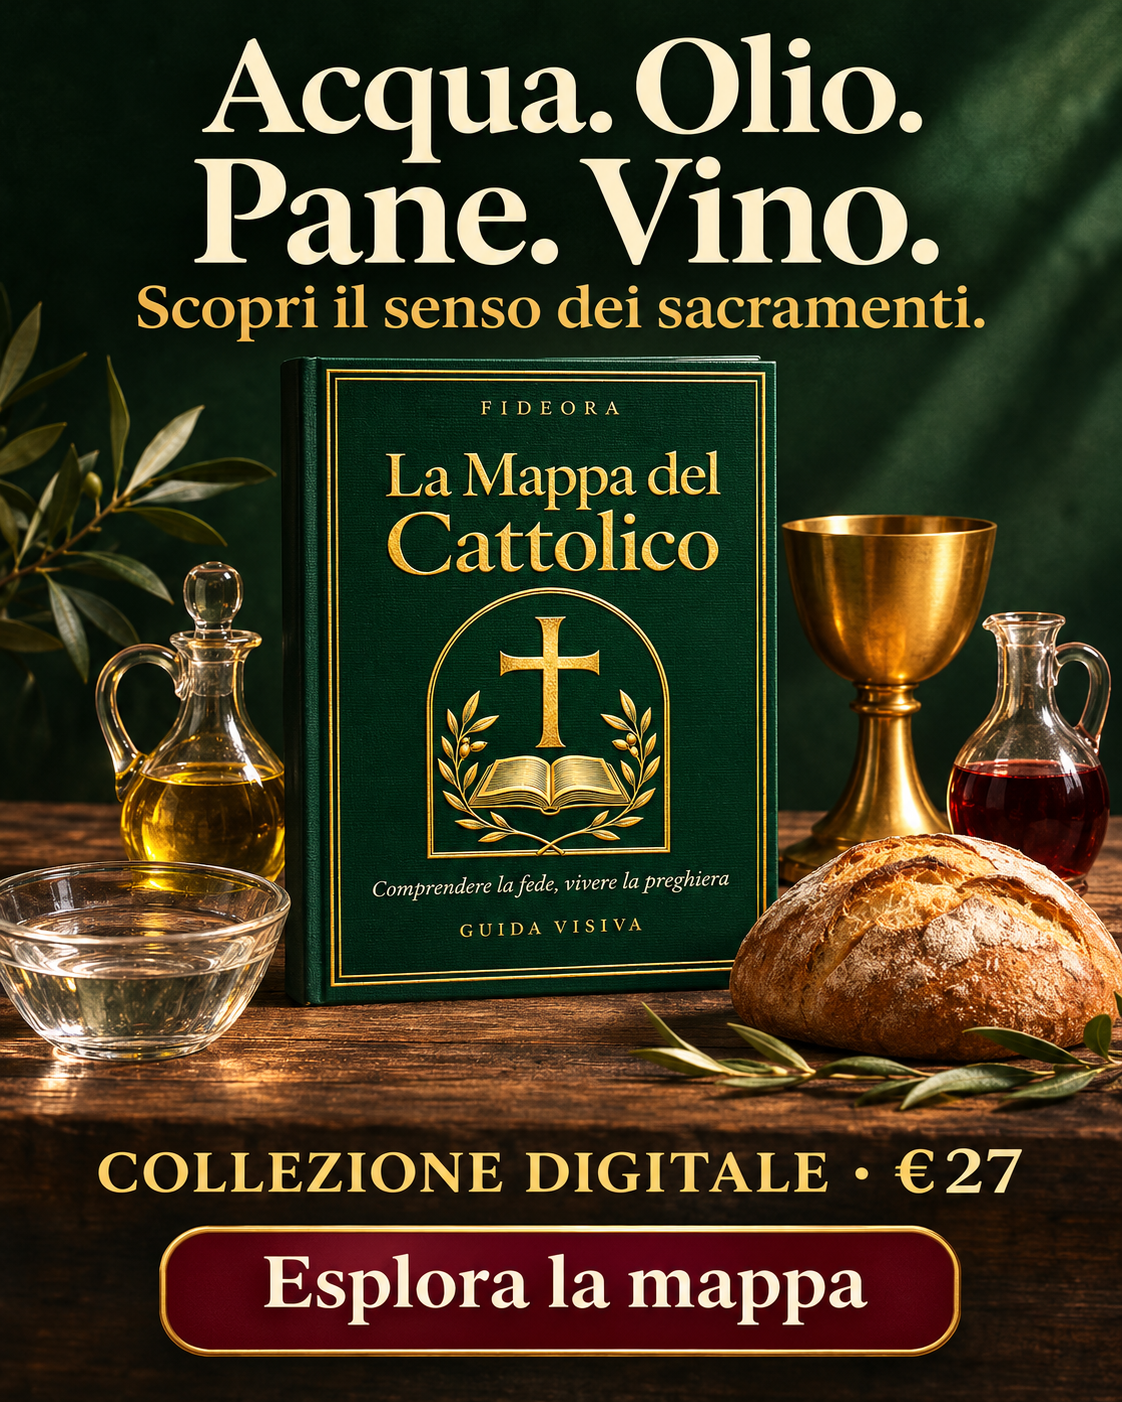 Acqua. Olio.
Pane. Vino.
Scopri il senso dei sacramenti.
FIDEORA
La Mappa del
Cattolico
Comprendere la fede, vivere la preghiera
GUIDA VISIVA
COLLEZIONE DIGITALE • €27
Esplora la mappa